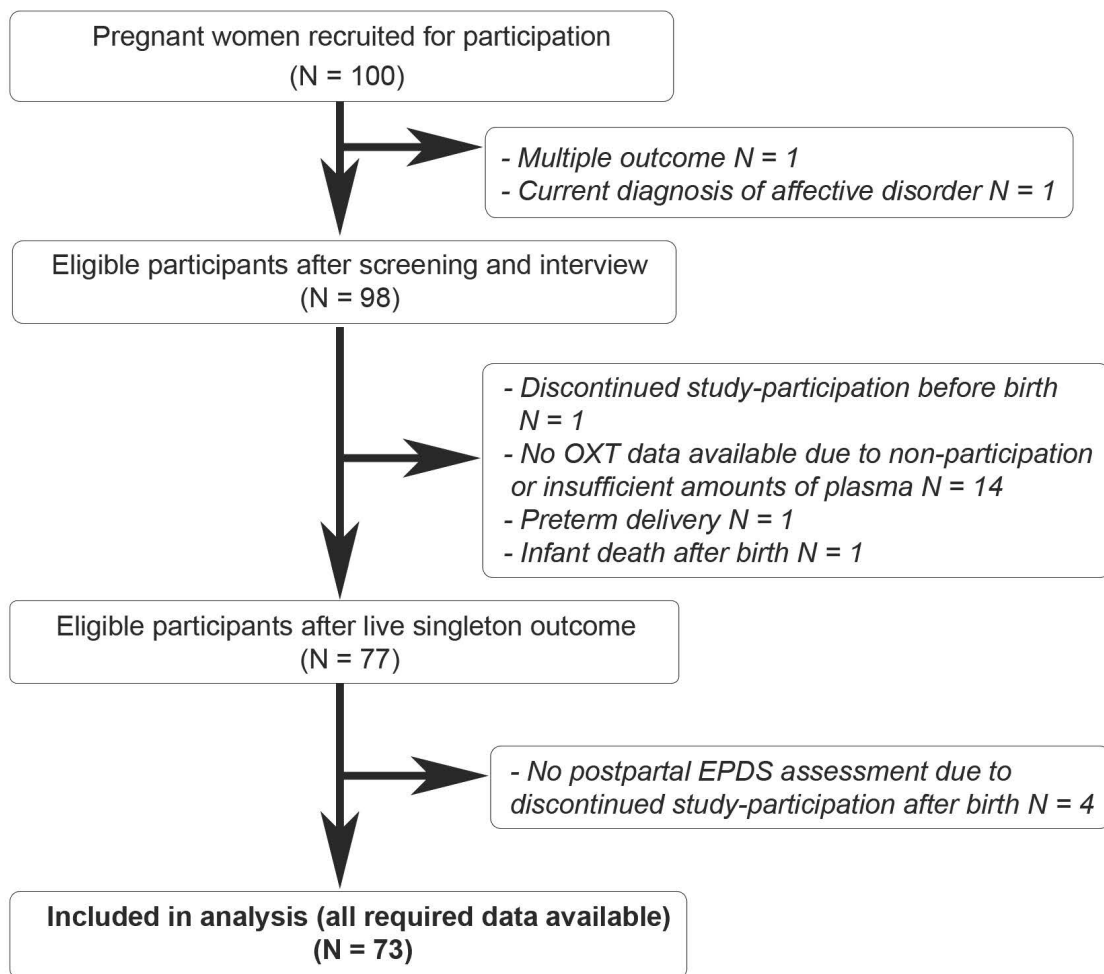 Pregnant women recruited for participation
(N = 100)
- Multiple outcome N = 1
- Current diagnosis of affective disorder N = 1
Eligible participants after screening and interview
(N = 98)
- Discontinued study-participation before birth
N = 1
- No OXT data available due to non-participation
or insufficient amounts of plasma N = 14
- Preterm delivery N = 1
- Infant death after birth N = 1
Eligible participants after live singleton outcome
(N = 77)
- No postpartal EPDS assessment due to
discontinued study-participation after birth N = 4
Included in analysis (all required data available)
(N = 73)